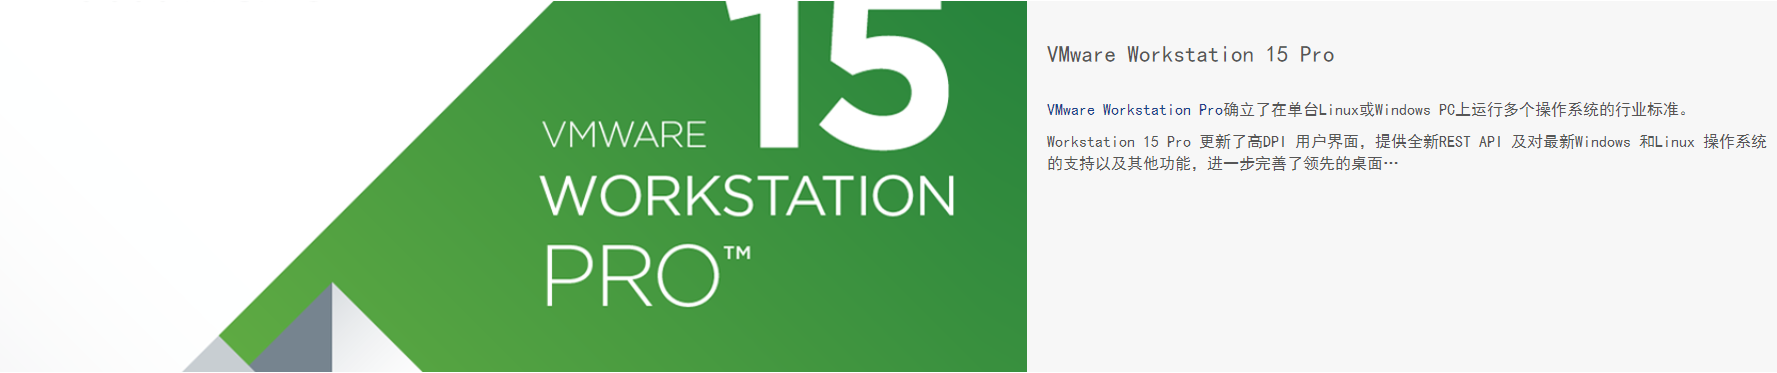 15
VMWARE
WORKSTATION
PRO™
VMware Workstation 15 Pro
VMware Workstation Pro确立了在单台Linux或Windows PC上运行多个操作系统的行业标准。
Workstation 15 Pro 更新了高DPI 用户界面，提供全新REST API 及对最新Windows 和Linux 操作系统
的支持以及其他功能，进一步完善了领先的桌面…